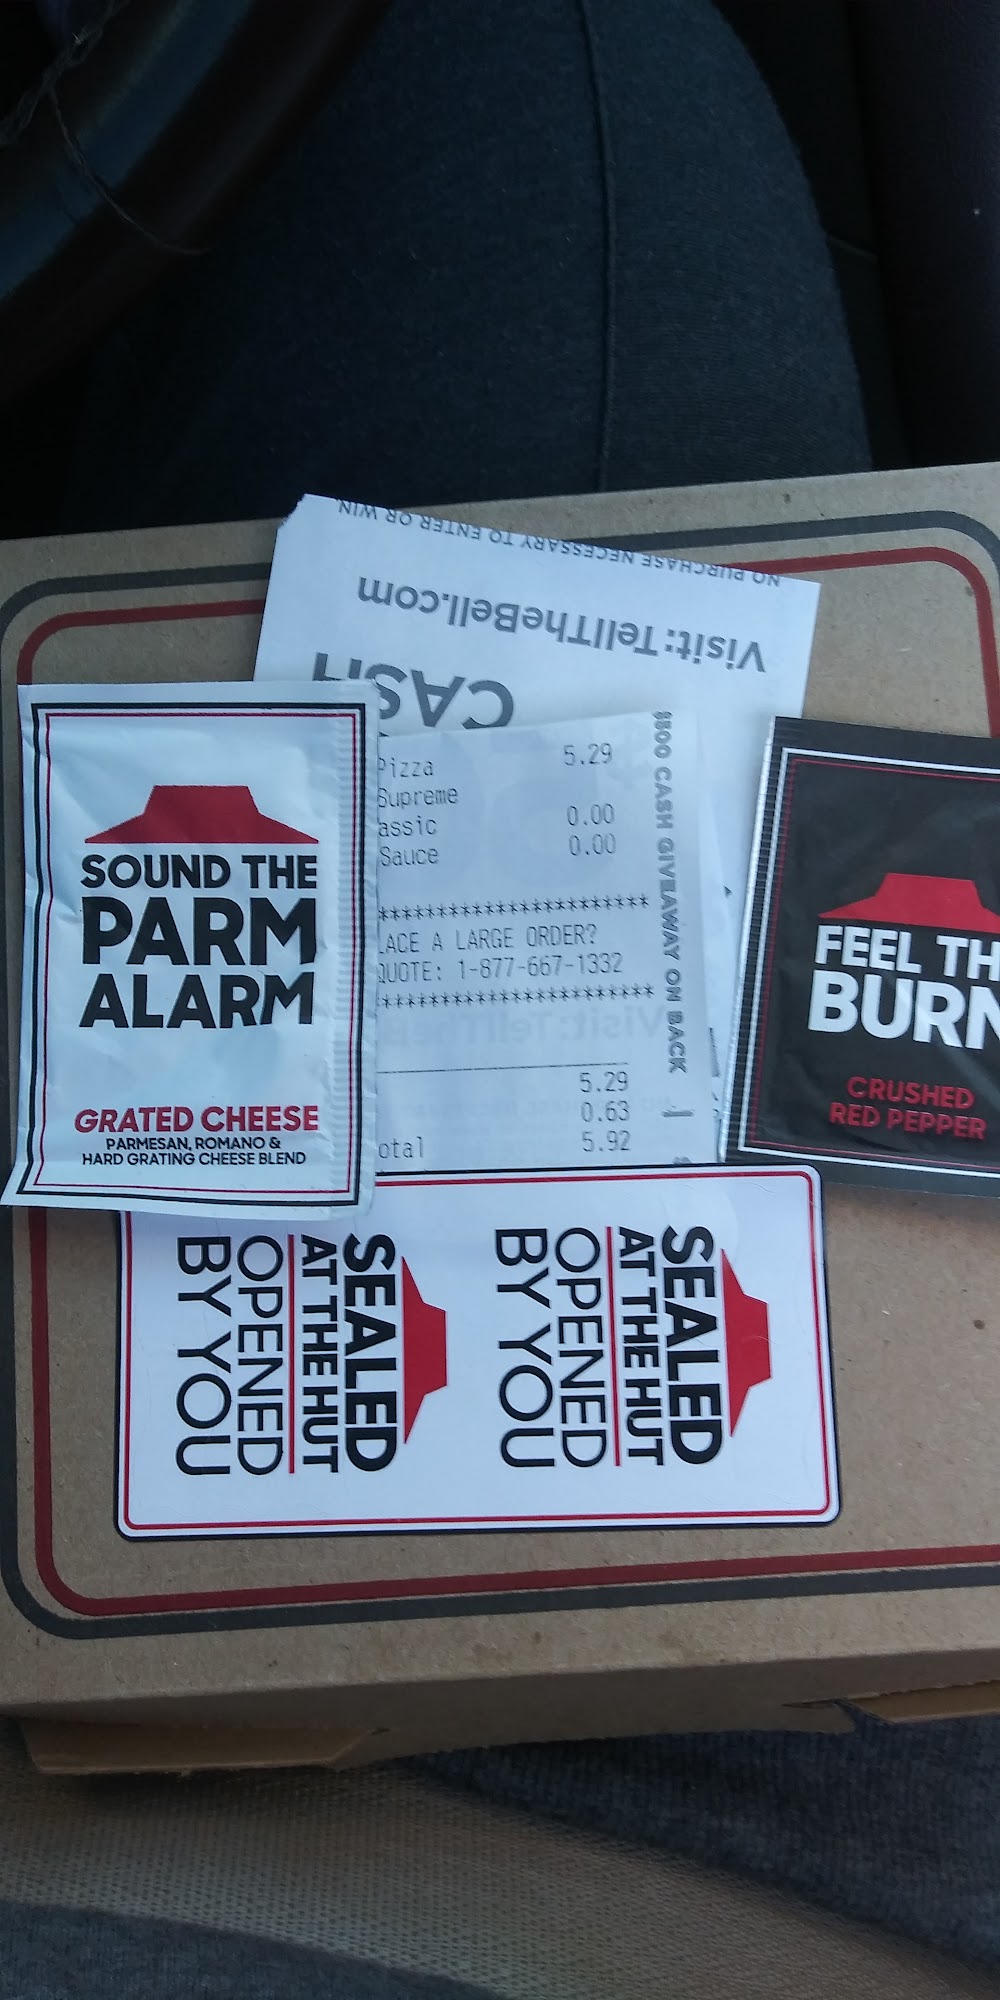 NO PURCHASE NECESSARY TO ENTER OR WIN
Visit: TellTheBell.com
CASH
Pizza 5.29
Supreme
assic 0.00
Sauce 0.00
************************
LACE A LARGE ORDER?
QUOTE: 1-877-667-1332
************************
5.29
0.63
otal 5.92
$500 CASH GIVEAWAY ON BACK
SOUND THE
PARM
ALARM
GRATED CHEESE
PARMESAN, ROMANO &
HARD GRATING CHEESE BLEND
FEEL TH
BURN
CRUSHED
RED PEPPER
SEALED
AT THE HUT
OPENED
BY YOU
SEALED
AT THE HUT
OPENED
BY YOU